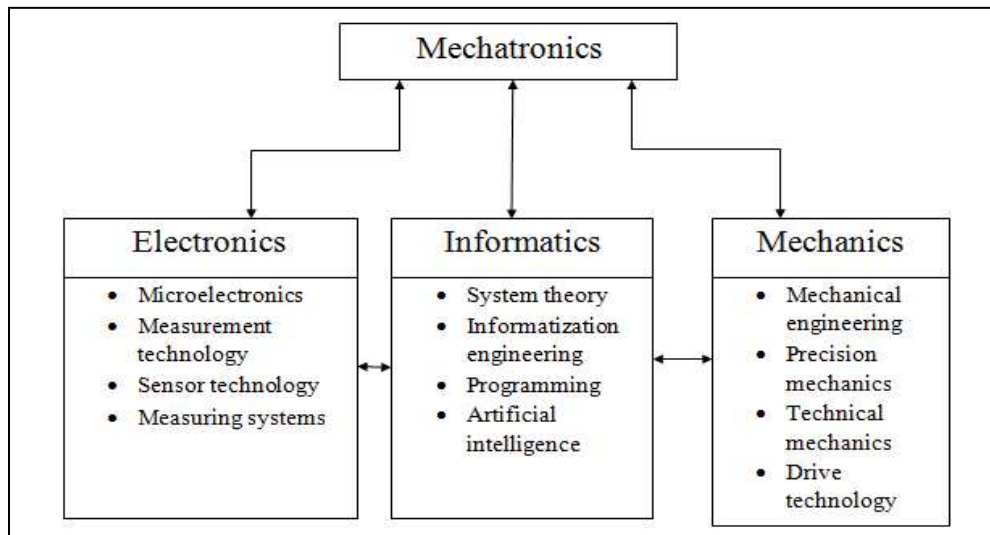 Mechatronics
Electronics
• Microelectronics
• Measurement
technology
• Sensor technology
• Measuring systems
Informatics
• System theory
• Informatization
engineering
• Programming
• Artificial
intelligence
Mechanics
• Mechanical
engineering
• Precision
mechanics
• Technical
mechanics
• Drive
technology